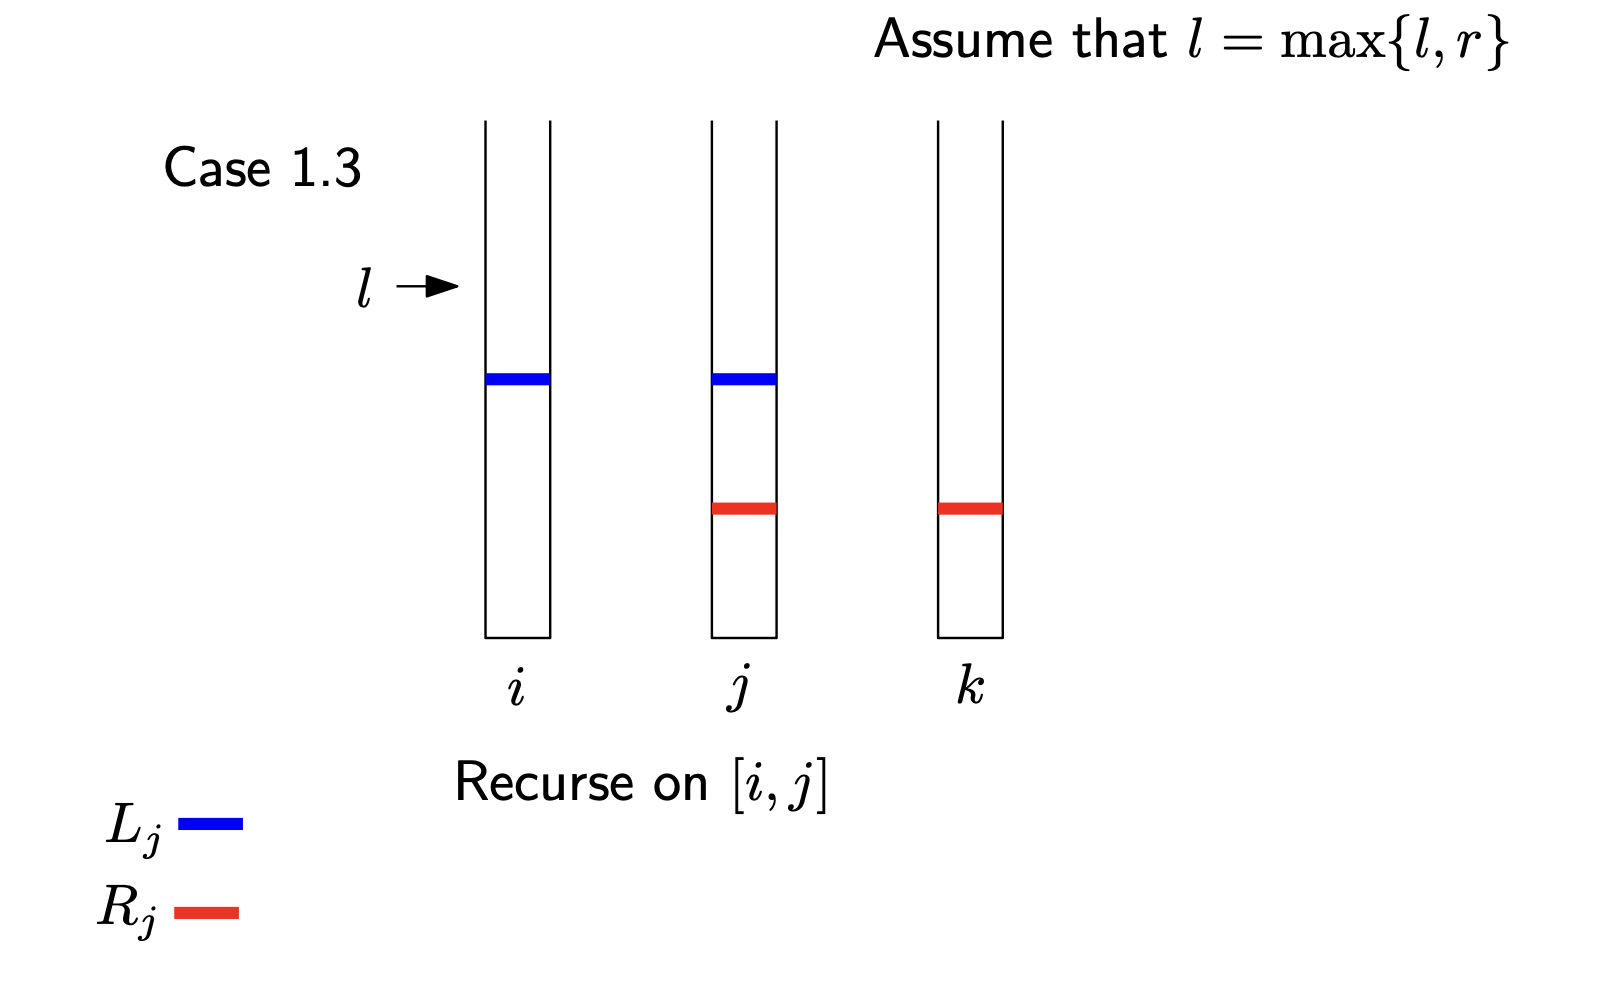 Assume that l = max{l, r}
Case 1.3
l
i j k
Recurse on [i, j]
L_j
R_j